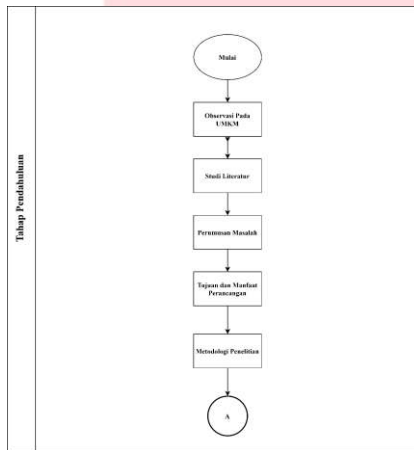 Tahap Pendahuluan
Mulai
Observasi Pada
UMKM
Studi Literatur
Perumusan Masalah
Tujuan dan Manfaat
Perancangan
Metodologi Penelitian
A